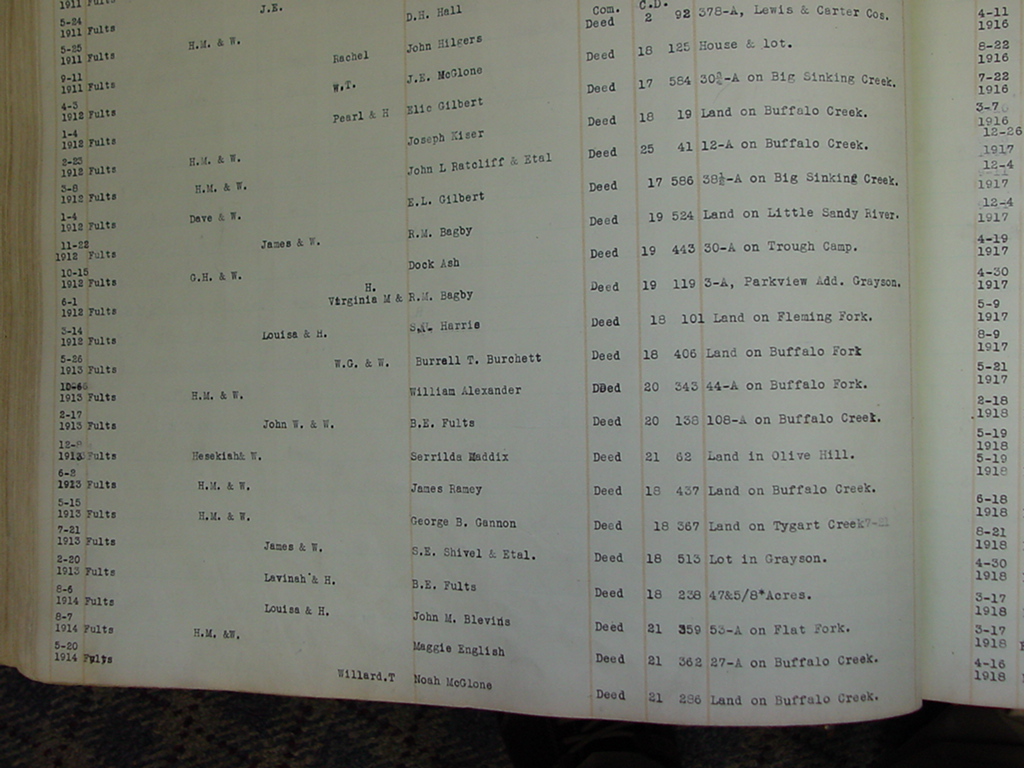 1911 Fults J.E. D.H. Hall Com. Deed C.D. 2 92 378-A, Lewis & Carter Cos.
5-24
1911 Fults H.M. & W. John Hilgers Deed 18 125 House & lot.
5-25
1911 Fults Rachel J.E. McGlone Deed 17 584 30¾-A on Big Sinking Creek.
9-11
1911 Fults W.T. Elic Gilbert Deed 18 19 Land on Buffalo Creek.
4-3
1912 Fults Pearl & H Joseph Kiser Deed 25 41 12-A on Buffalo Creek.
1-4
1912 Fults H.M. & W. John L Ratcliff & Etal Deed 17 586 38½-A on Big Sinking Creek.
2-23
1912 Fults H.M. & W. E.L. Gilbert Deed 19 524 Land on Little Sandy River.
3-8
1912 Fults Dave & W. R.M. Bagby Deed 19 443 30-A on Trough Camp.
1-4
1912 Fults James & W. Dock Ash Deed 19 119 3-A, Parkview Add. Grayson.
11-22
1912 Fults G.H. & W. H.
Virginia M & R.M. Bagby Deed 18 101 Land on Fleming Fork.
10-15
1912 Fults Louisa & H. Harris Deed 18 406 Land on Buffalo Fork
6-1
1912 Fults W.G. & W. Burrell T. Burchett DDed 20 343 44-A on Buffalo Fork.
3-14
1912 Fults H.M. & W. William Alexander Deed 20 138 108-A on Buffalo Creek.
5-26
1913 Fults John W. & W. B.E. Fults Deed 21 62 Land in Olive Hill.
1913 Fults Hesekiah& W. Serrilda Maddix Deed 18 437 Land on Buffalo Creek.
2-17
1913 Fults H.M. & W. James Ramey Deed 18 367 Land on Tygart Creek
12-8
1913 Fults H.M. & W. George B. Gannon Deed 18 513 Lot in Grayson.
6-2
1913 Fults James & W. S.E. Shivel & Etal. Deed 18 238 47&5/8*Acres.
5-15
1913 Fults Lavinah & H. B.E. Fults Deed 21 359 53-A on Flat Fork.
7-21
1913 Fults Louisa & H. John M. Blevins Deed 21 362 27-A on Buffalo Creek.
2-20
1913 Fults H.M. &W. Maggie English Deed 21 286 Land on Buffalo Creek.
8-6
1914 Fults Willard.T Noah McGlone
8-7
1914 Fults
5-20
1914 Fults
4-11
1916
8-22
1916
7-22
1916
3-7
1916
12-26
1917
12-4
1917
12-4
1917
4-19
1917
4-30
1917
5-9
1917
8-9
1917
5-21
1917
2-18
1918
5-19
1918
5-19
1918
6-18
1918
8-21
1918
4-30
1918
3-17
1918
3-17
1918
4-16
1918